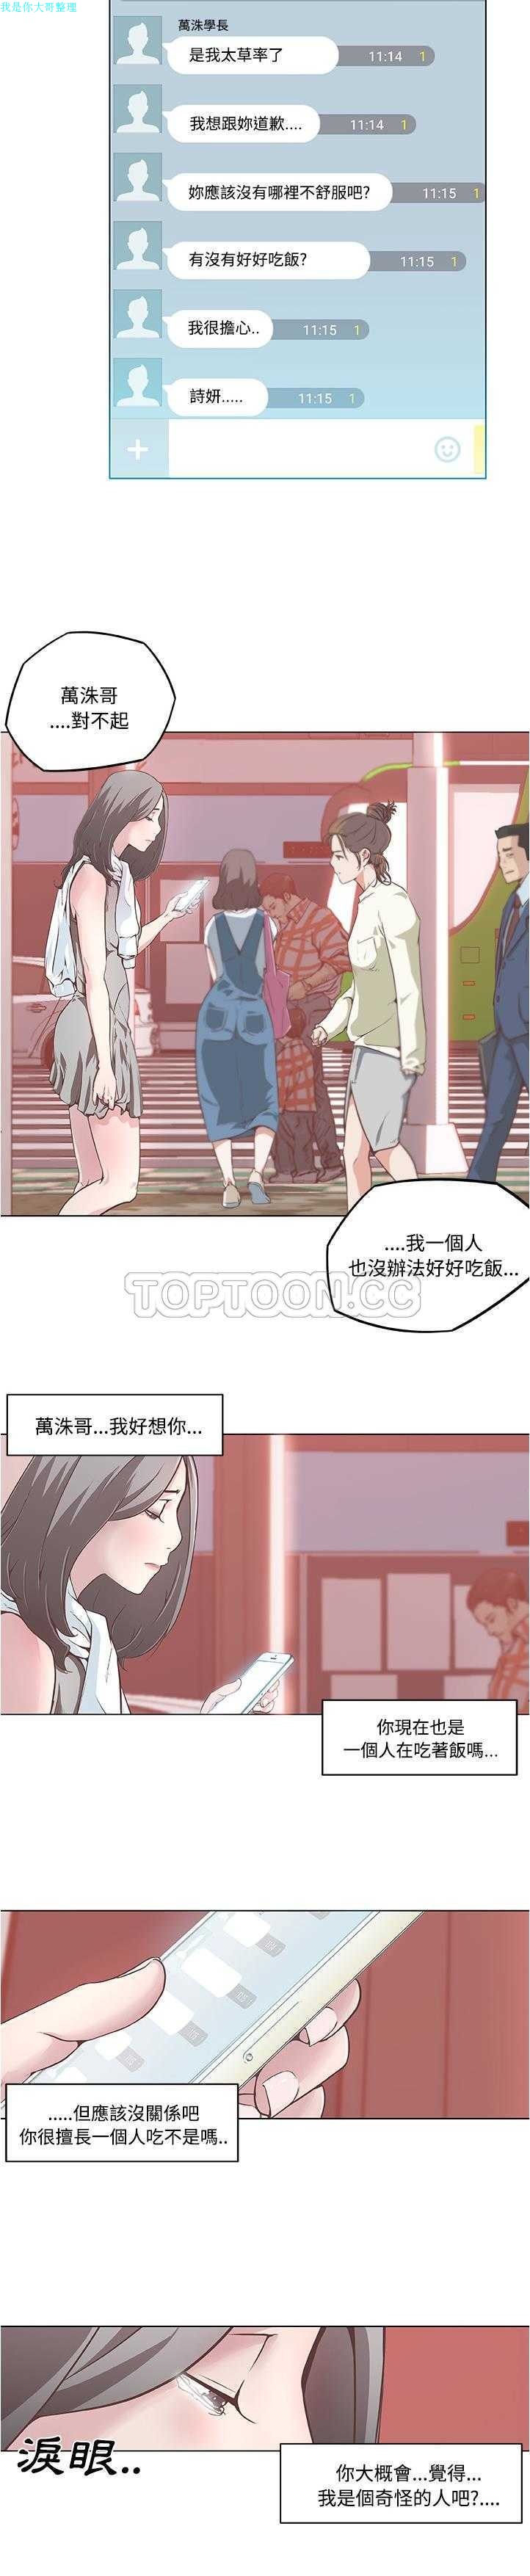 我是你大哥整理
萬洙學長
是我太草率了
11:14 1
我想跟妳道歉....
11:14 1
妳應該沒有哪裡不舒服吧?
11:15 1
有沒有好好吃飯?
11:15 1
我很擔心..
11:15 1
詩妍.....
11:15 1
萬洙哥
....對不起
....我一個人
也沒辦法好好吃飯...
TOPTOON.CC
萬洙哥...我好想你...
你現在也是
一個人在吃著飯嗎...
.....但應該沒關係吧
你很擅長一個人吃不是嗎..
淚眼..
你大概會...覺得...
我是個奇怪的人吧?....